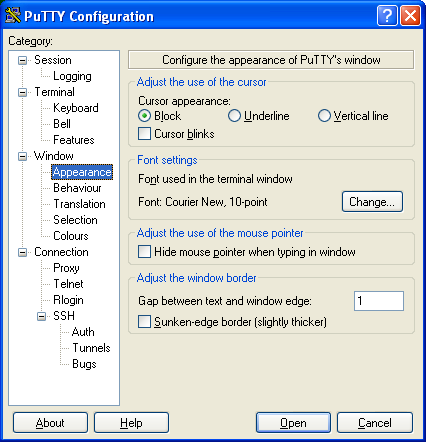 PuTTY Configuration
Category:
Session
Logging
Terminal
Keyboard
Bell
Features
Window
Appearance
Behaviour
Translation
Selection
Colours
Connection
Proxy
Telnet
Rlogin
SSH
Auth
Tunnels
Bugs
Configure the appearance of PuTTY's window
Adjust the use of the cursor
Cursor appearance:
Block Underline Vertical line
Cursor blinks
Font settings
Font used in the terminal window
Font: Courier New, 10-point Change...
Adjust the use of the mouse pointer
Hide mouse pointer when typing in window
Adjust the window border
Gap between text and window edge: 1
Sunken-edge border (slightly thicker)
About Help Open Cancel